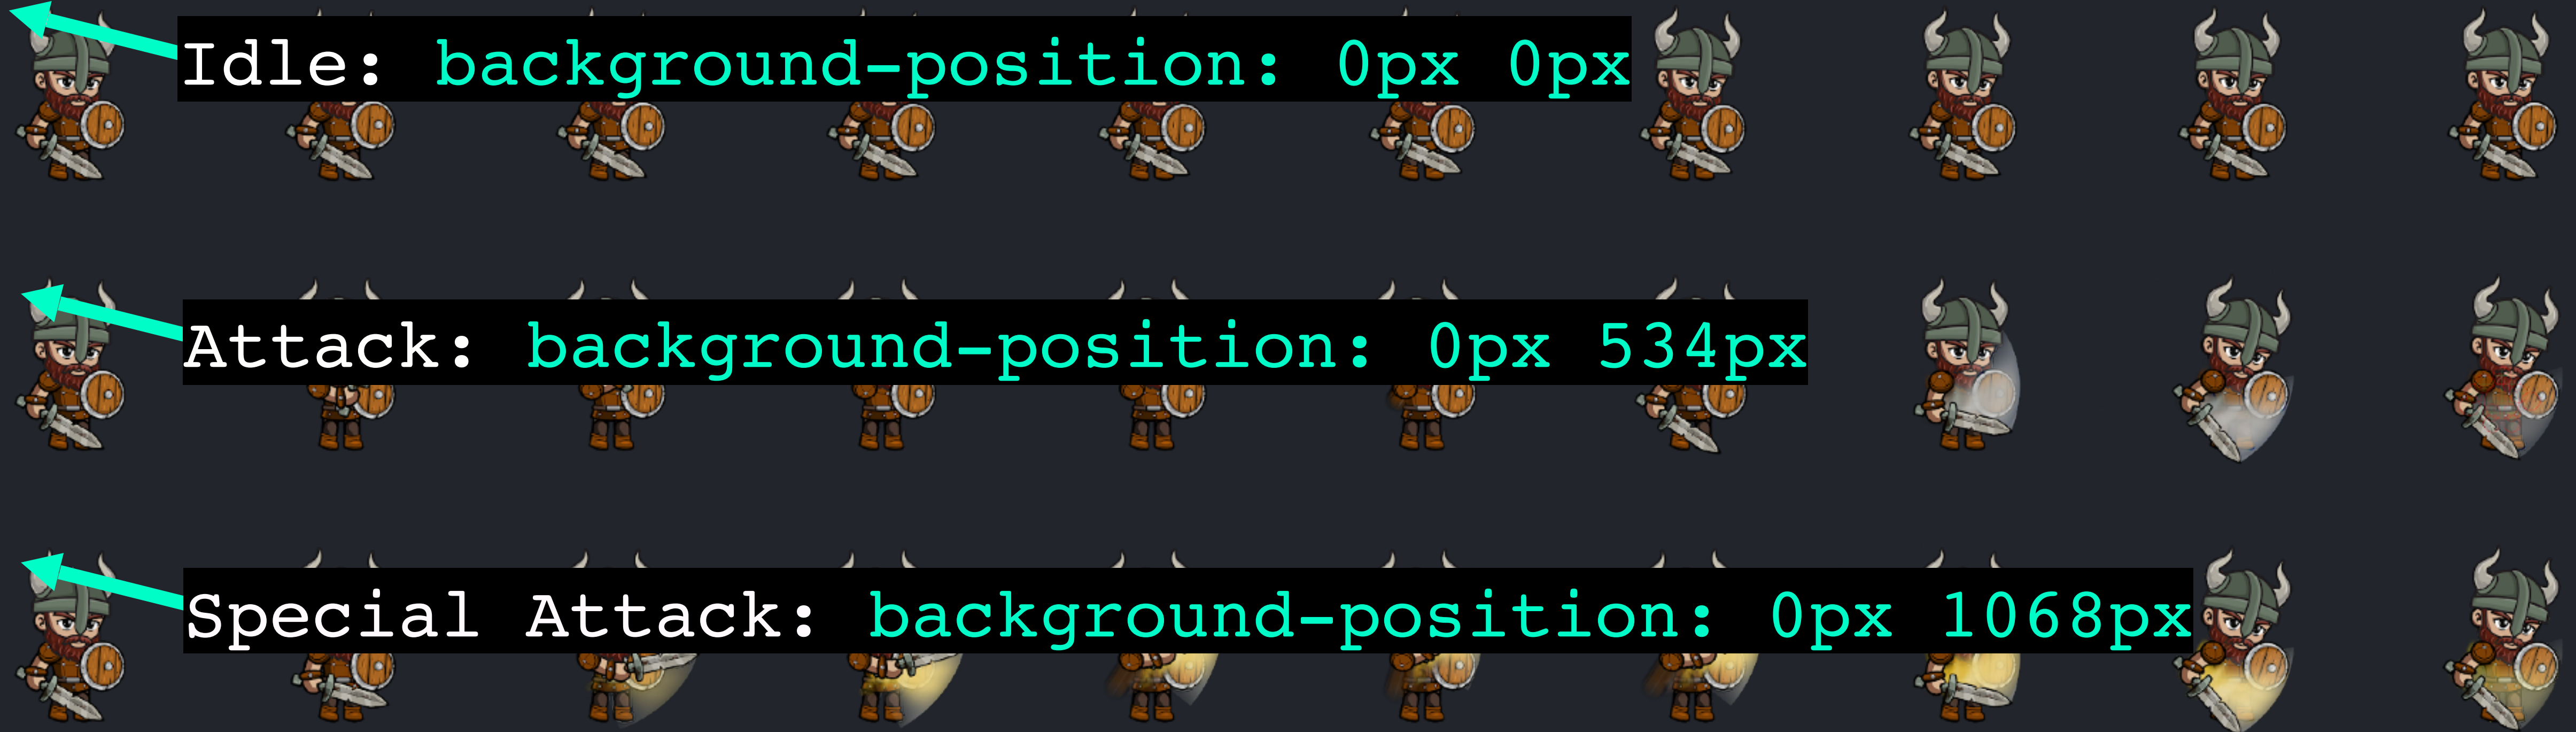 Idle: background-position: 0px 0px
Attack: background-position: 0px 534px
Special Attack: background-position: 0px 1068px